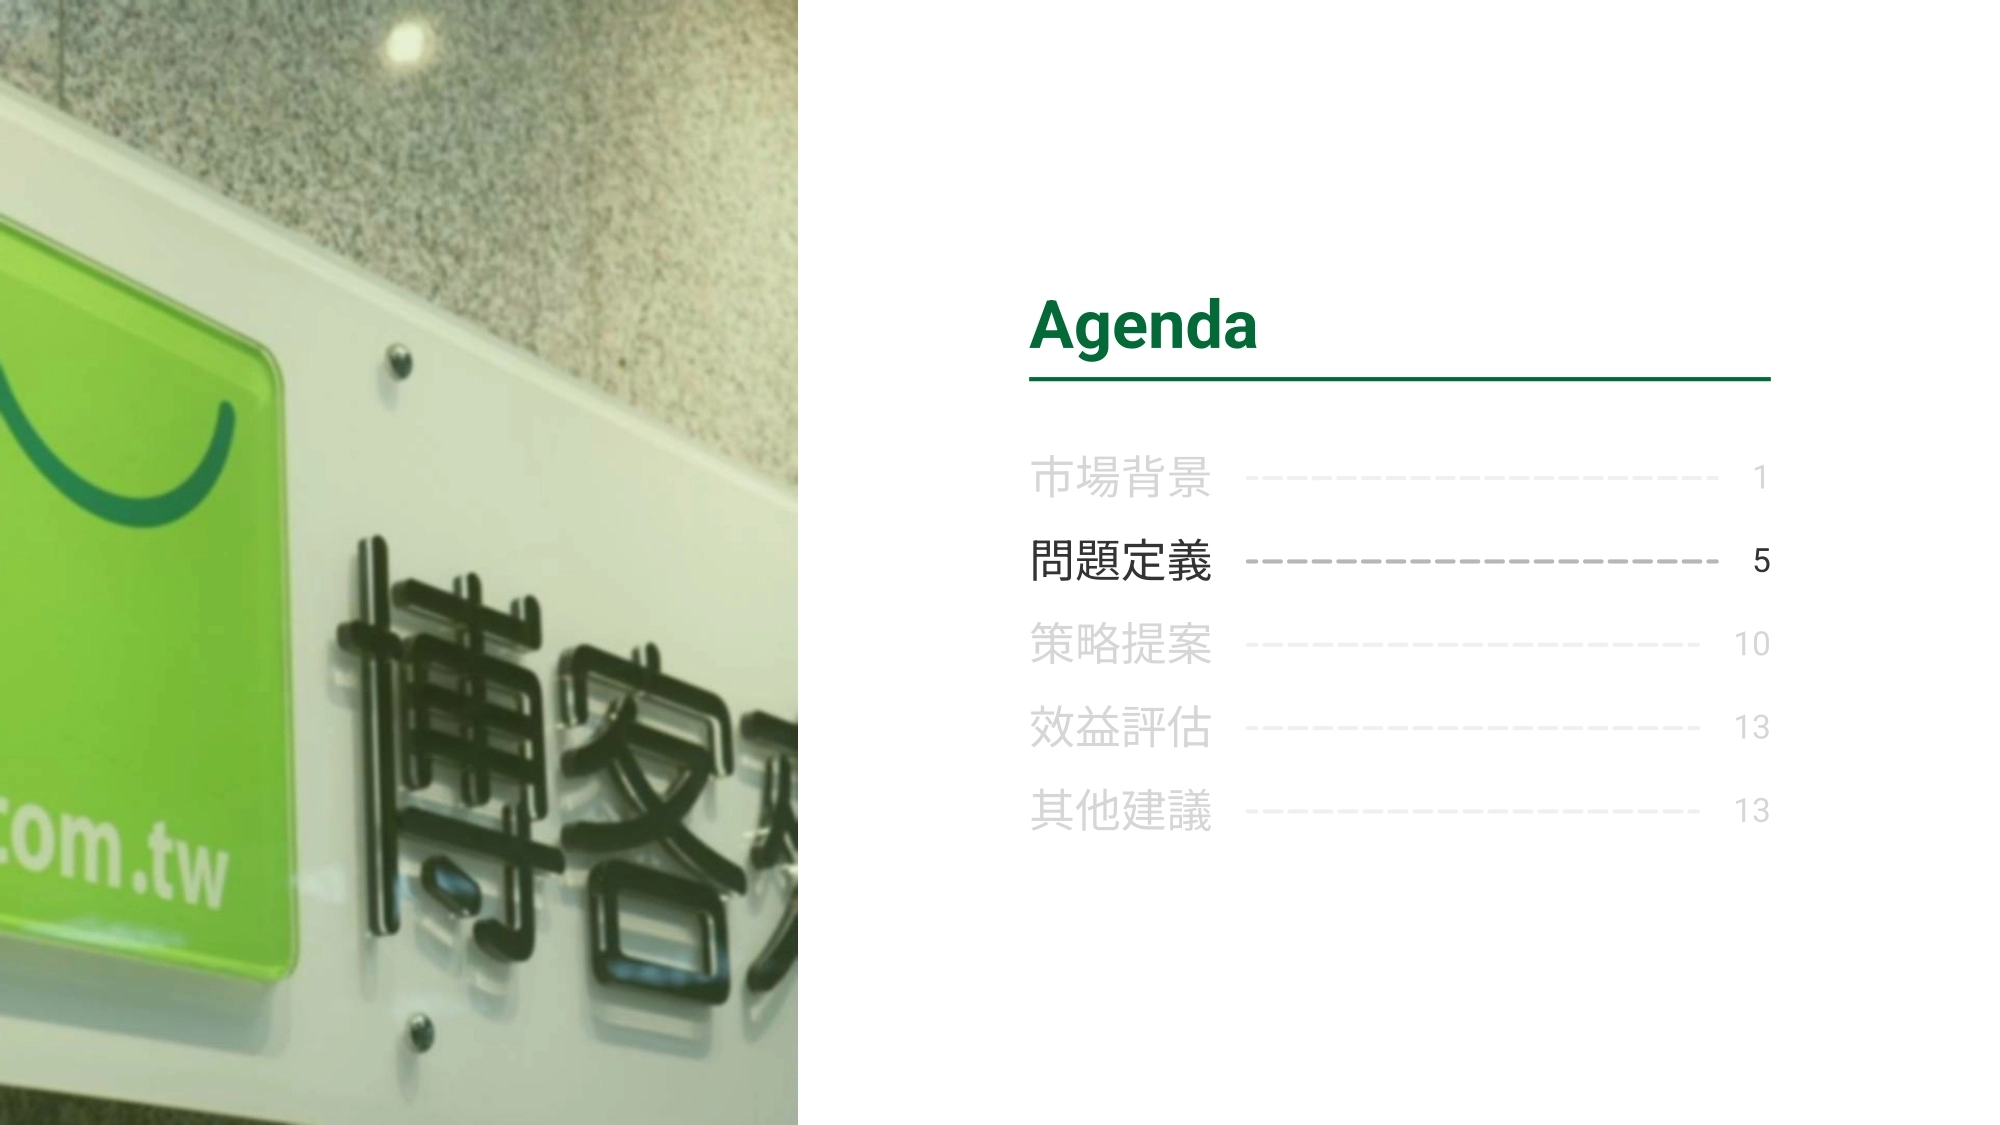 com.tw
博客
Agenda
市場背景 1
問題定義 5
策略提案 10
效益評估 13
其他建議 13